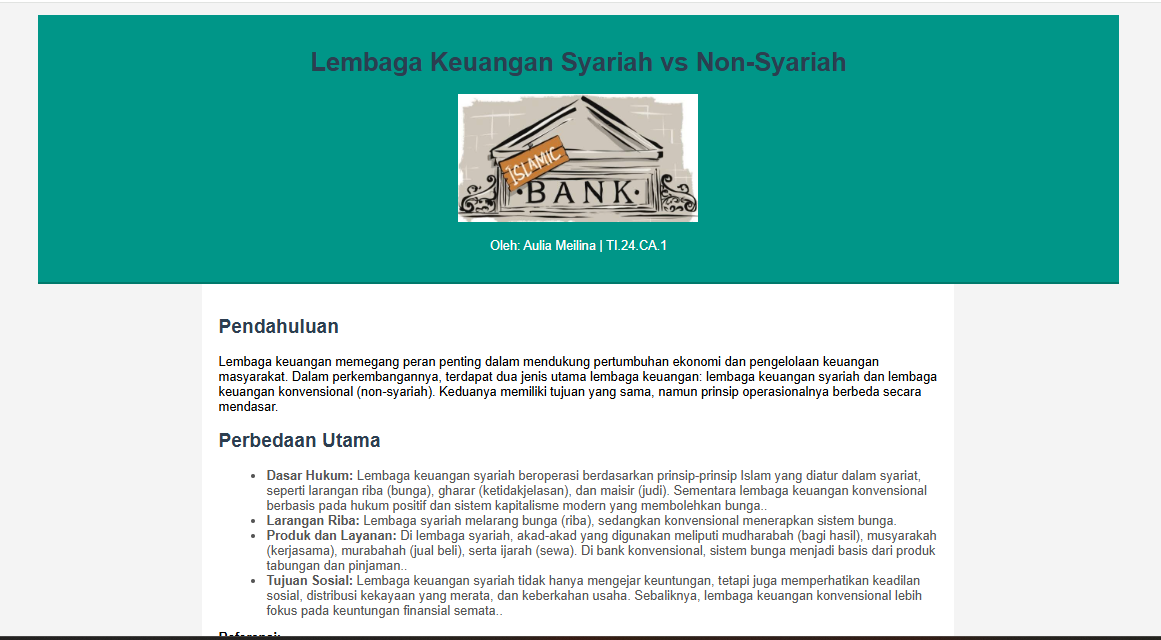 Lembaga Keuangan Syariah vs Non-Syariah
ISLAMIC
·BANK·
Oleh: Aulia Meilina | TI.24.CA.1
Pendahuluan
Lembaga keuangan memegang peran penting dalam mendukung pertumbuhan ekonomi dan pengelolaan keuangan
masyarakat. Dalam perkembangannya, terdapat dua jenis utama lembaga keuangan: lembaga keuangan syariah dan lembaga
keuangan konvensional (non-syariah). Keduanya memiliki tujuan yang sama, namun prinsip operasionalnya berbeda secara
mendasar.
Perbedaan Utama
• Dasar Hukum: Lembaga keuangan syariah beroperasi berdasarkan prinsip-prinsip Islam yang diatur dalam syariat,
seperti larangan riba (bunga), gharar (ketidakjelasan), dan maisir (judi). Sementara lembaga keuangan konvensional
berbasis pada hukum positif dan sistem kapitalisme modern yang membolehkan bunga..
• Larangan Riba: Lembaga syariah melarang bunga (riba), sedangkan konvensional menerapkan sistem bunga.
• Produk dan Layanan: Di lembaga syariah, akad-akad yang digunakan meliputi mudharabah (bagi hasil), musyarakah
(kerjasama), murabahah (jual beli), serta ijarah (sewa). Di bank konvensional, sistem bunga menjadi basis dari produk
tabungan dan pinjaman..
• Tujuan Sosial: Lembaga keuangan syariah tidak hanya mengejar keuntungan, tetapi juga memperhatikan keadilan
sosial, distribusi kekayaan yang merata, dan keberkahan usaha. Sebaliknya, lembaga keuangan konvensional lebih
fokus pada keuntungan finansial semata..
Referensi: